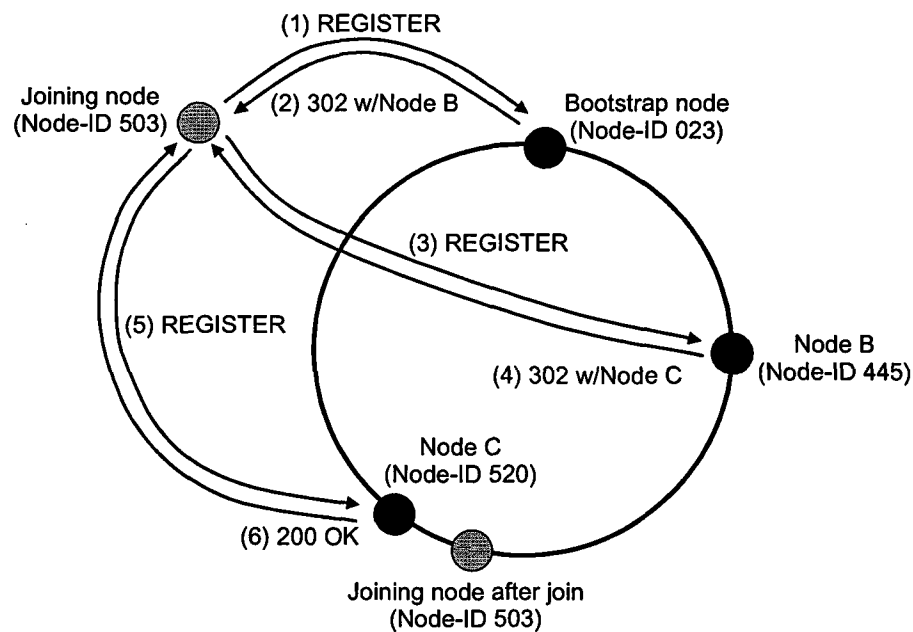 (1) REGISTER
(2) 302 w/Node B
Joining node
(Node-ID 503)
Bootstrap node
(Node-ID 023)
(3) REGISTER
(5) REGISTER
(4) 302 w/Node C
Node B
(Node-ID 445)
Node C
(Node-ID 520)
(6) 200 OK
Joining node after join
(Node-ID 503)